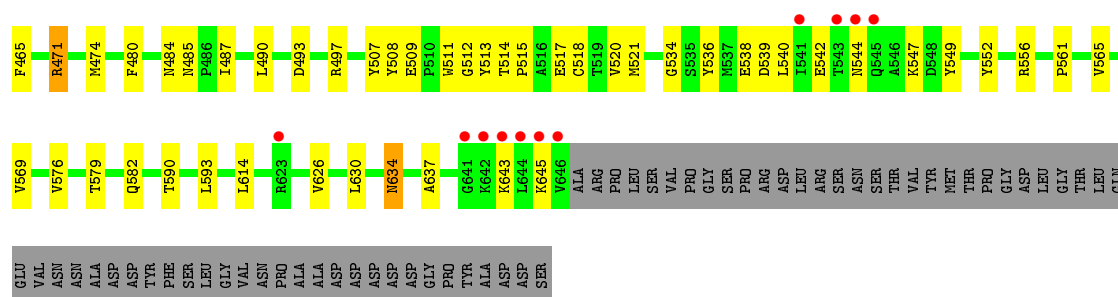 F465 R471 M474 F480 N484 N485 P486 I487 L490 D493 R497 Y507 Y508 E509 P510 W511 G512 Y513 T514 P515 A516 E517 C518 T519 V520 M521 G534 S535 Y536 M537 E538 D539 L540 I541 E542 T543 N544 Q545 A546 K547 D548 Y549 Y552 R556 P561 V565
V569 V576 T579 Q582 T590 L593 L614 R623 V626 L630 N634 A637 G641 K642 K643 L644 K645 V646 ALA ARG PRO LEU SER VAL PRO GLY SER PRO ARG ASP LEU ARG SER ASN SER THR VAL TYR MET THR PRO GLY ASP LEU GLY THR LEU GLN
GLU VAL ASN ASN ALA ASP ASP TYR PHE SER LEU GLY VAL ASN PRO ALA ALA ASP ASP ASP ASP ASP GLY PRO TYR ALA ASP ASP SER